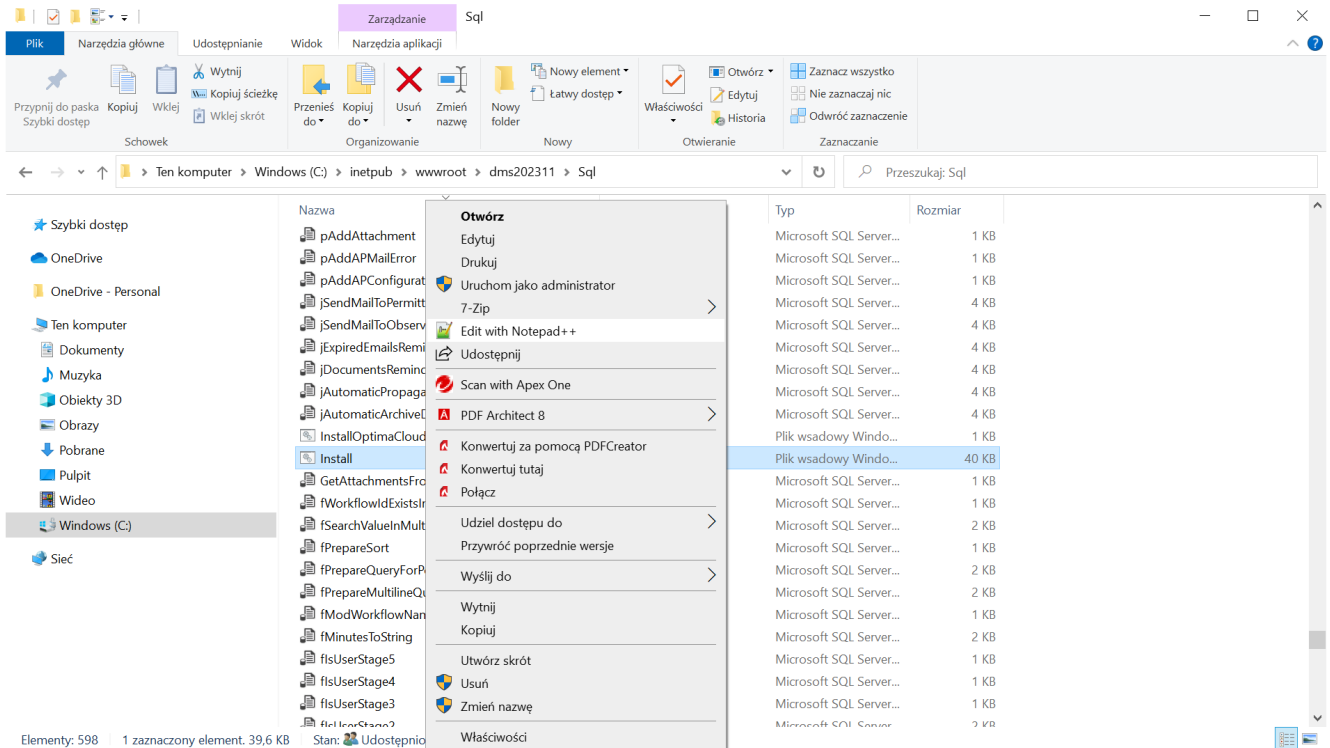 Zarządzanie
Sql
Plik
Narzędzia główne
Udostępnianie
Widok
Narzędzia aplikacji
Przypnij do paska
Szybki dostęp
Kopiuj
Wklej
Wytnij
Kopiuj ścieżkę
Wklej skrót
Schowek
Przenieś
do
Kopiuj
do
Usuń
Zmień
nazwę
Organizowanie
Nowy
folder
Nowy element
Łatwy dostęp
Nowy
Właściwości
Otwórz
Edytuj
Historia
Otwieranie
Zaznacz wszystko
Nie zaznaczaj nic
Odwróć zaznaczenie
Zaznaczanie
Ten komputer > Windows (C:) > inetpub > wwwroot > dms202311 > Sql
Przeszukaj: Sql
Szybki dostęp
OneDrive
OneDrive - Personal
Ten komputer
Dokumenty
Muzyka
Obiekty 3D
Obrazy
Pobrane
Pulpit
Wideo
Windows (C:)
Sieć
Nazwa Typ Rozmiar
pAddAttachment Microsoft SQL Server... 1 KB
pAddAPMailError Microsoft SQL Server... 1 KB
pAddAPConfigurat Microsoft SQL Server... 1 KB
jSendMailToPermitt Microsoft SQL Server... 4 KB
jSendMailToObserv Microsoft SQL Server... 4 KB
jExpiredEmailsRemi Microsoft SQL Server... 4 KB
jDocumentsRemind Microsoft SQL Server... 4 KB
jAutomaticPropaga Microsoft SQL Server... 4 KB
jAutomaticArchive Microsoft SQL Server... 4 KB
InstallOptimaCloud Plik wsadowy Windo... 1 KB
Install Plik wsadowy Windo... 40 KB
GetAttachmentsFro Microsoft SQL Server... 1 KB
fWorkflowIdExistsIn Microsoft SQL Server... 1 KB
fSearchValueInMult Microsoft SQL Server... 2 KB
fPrepareSort Microsoft SQL Server... 1 KB
fPrepareQueryForP Microsoft SQL Server... 2 KB
fPrepareMultilineQu Microsoft SQL Server... 2 KB
fModWorkflowNam Microsoft SQL Server... 1 KB
fMinutesToString Microsoft SQL Server... 2 KB
fIsUserStage5 Microsoft SQL Server... 1 KB
fIsUserStage4 Microsoft SQL Server... 1 KB
fIsUserStage3 Microsoft SQL Server... 1 KB
fIsUserStage2 Microsoft SQL Server... 2 KB
Otwórz
Edytuj
Drukuj
Uruchom jako administrator
7-Zip
Edit with Notepad++
Udostępnij
Scan with Apex One
PDF Architect 8
Konwertuj za pomocą PDFCreator
Konwertuj tutaj
Połącz
Udziel dostępu do
Przywróć poprzednie wersje
Wyślij do
Wytnij
Kopiuj
Utwórz skrót
Usuń
Zmień nazwę
Właściwości
Elementy: 598 1 zaznaczony element. 39,6 KB Stan: Udostępnio